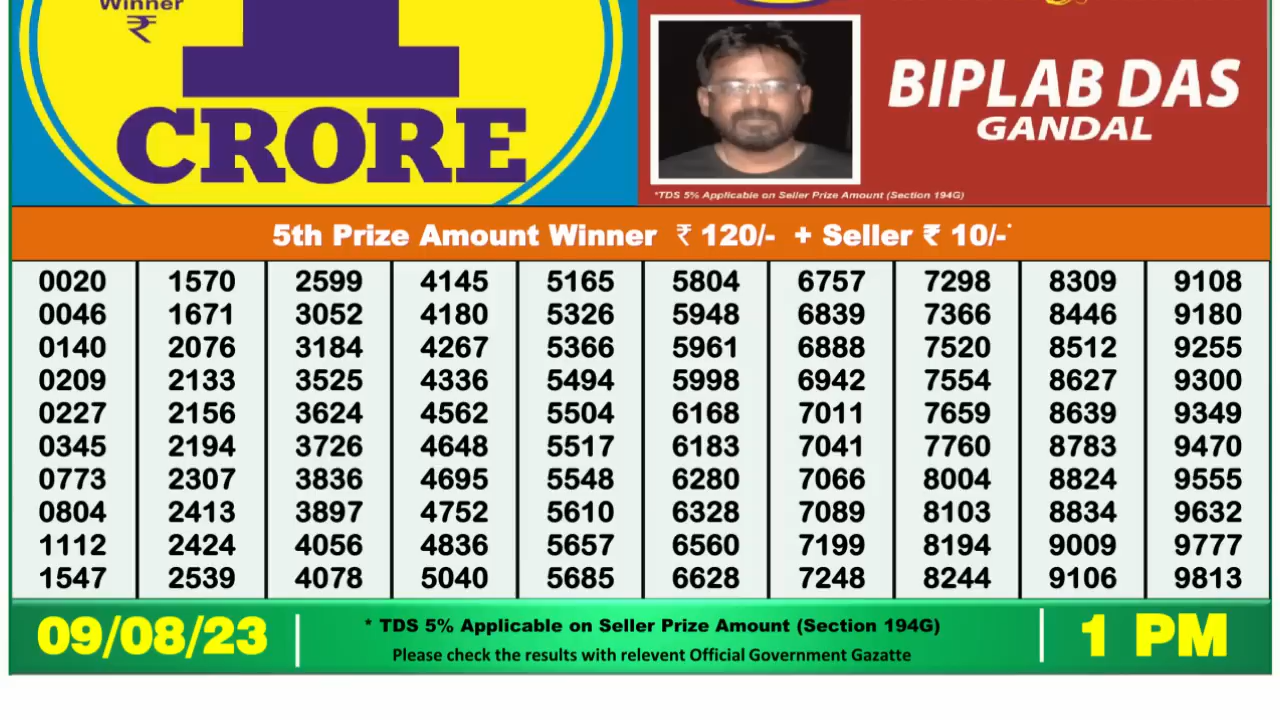 Winner
₹
1
CRORE
BIPLAB DAS
GANDAL
*TDS 5% Applicable on Seller Prize Amount (Section 194G)
5th Prize Amount Winner ₹ 120/- + Seller ₹ 10/-*
0020 1570 2599 4145 5165 5804 6757 7298 8309 9108
0046 1671 3052 4180 5326 5948 6839 7366 8446 9180
0140 2076 3184 4267 5366 5961 6888 7520 8512 9255
0209 2133 3525 4336 5494 5998 6942 7554 8627 9300
0227 2156 3624 4562 5504 6168 7011 7659 8639 9349
0345 2194 3726 4648 5517 6183 7041 7760 8783 9470
0773 2307 3836 4695 5548 6280 7066 8004 8824 9555
0804 2413 3897 4752 5610 6328 7089 8103 8834 9632
1112 2424 4056 4836 5657 6560 7199 8194 9009 9777
1547 2539 4078 5040 5685 6628 7248 8244 9106 9813
09/08/23
* TDS 5% Applicable on Seller Prize Amount (Section 194G)
Please check the results with relevent Official Government Gazatte
1 PM